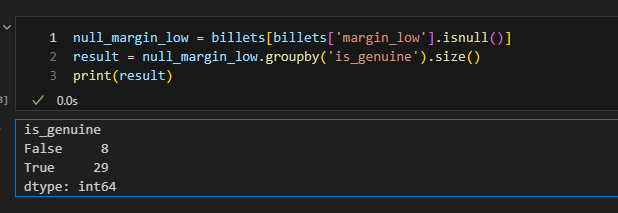 1 null_margin_low = billets[billets['margin_low'].isnull()]
2 result = null_margin_low.groupby('is_genuine').size()
3 print(result)
3] ✓ 0.0s
is_genuine
False     8
True     29
dtype: int64